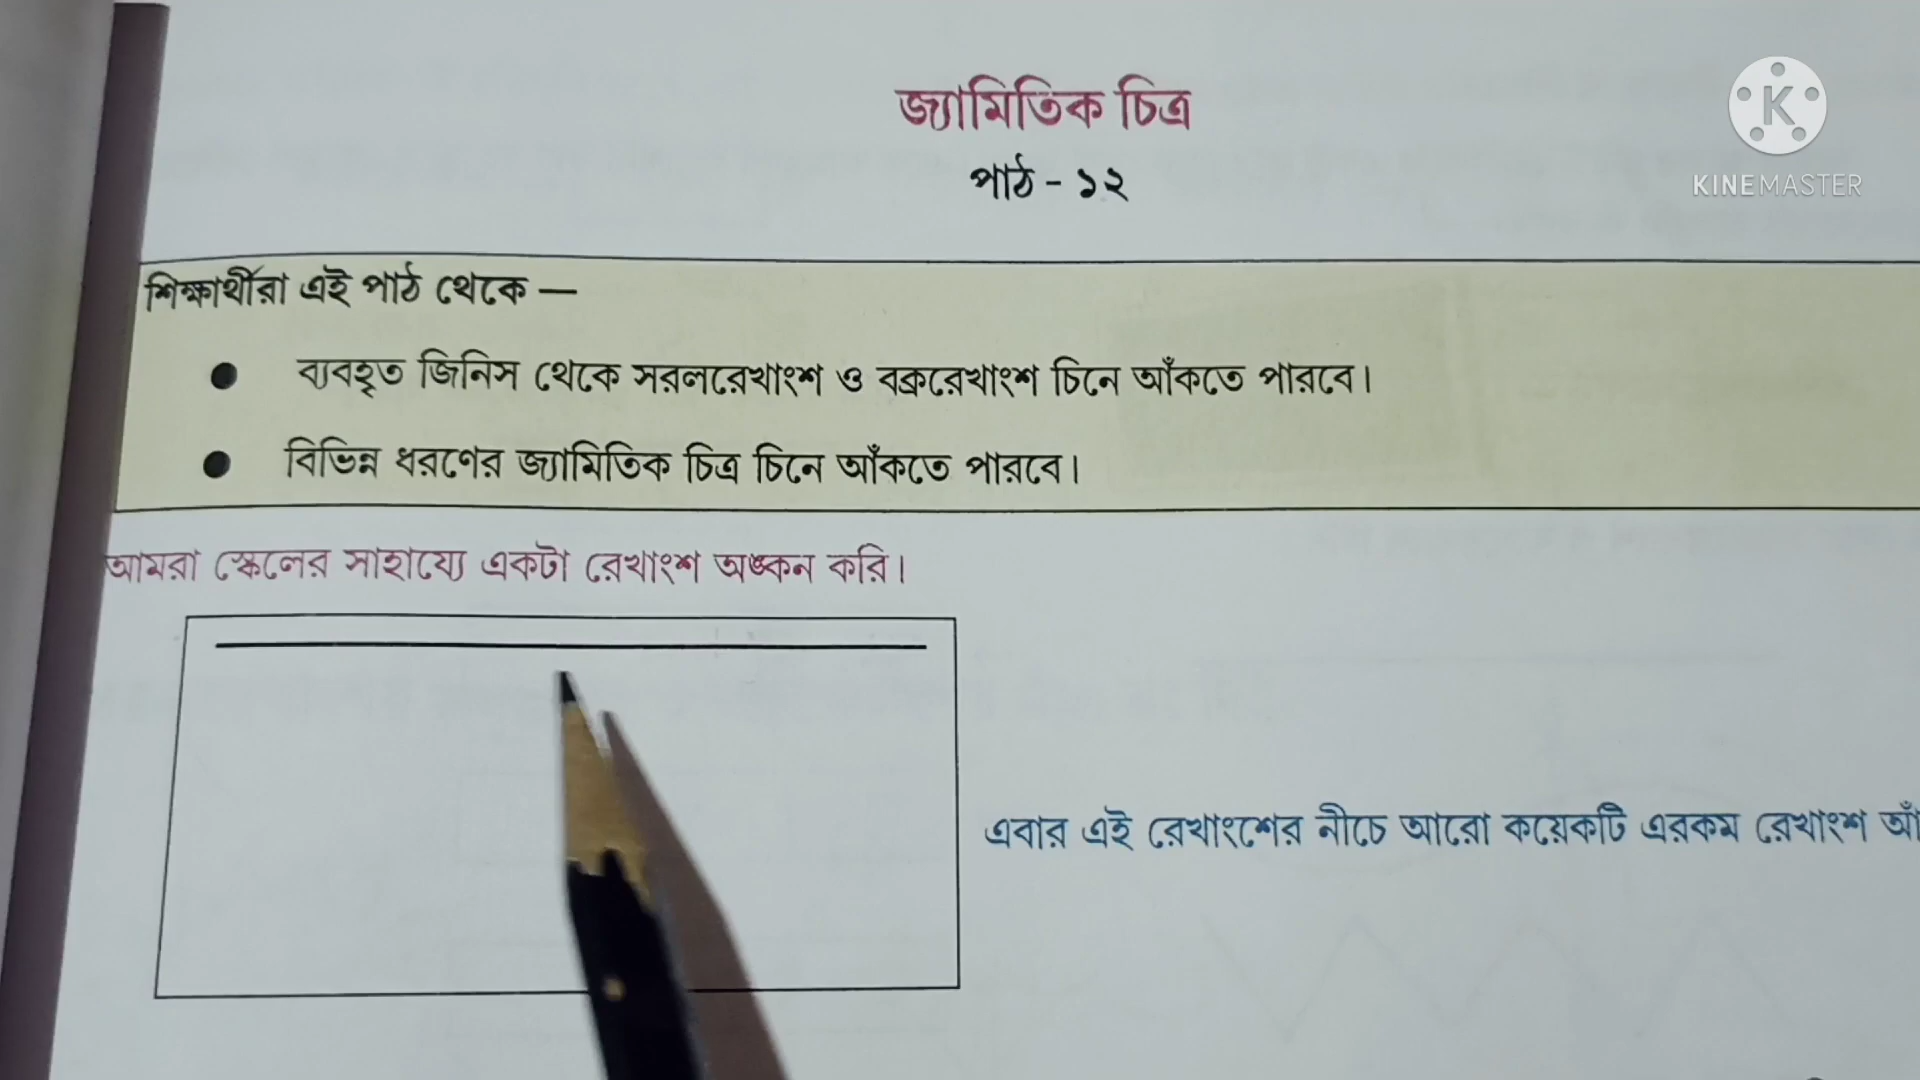 জ্যামিতিক চিত্র
পাঠ - ১২
KINEMASTER
শিক্ষার্থীরা এই পাঠ থেকে —
● ব্যবহৃত জিনিস থেকে সরলরেখাংশ ও বক্ররেখাংশ চিনে আঁকতে পারবে।
● বিভিন্ন ধরণের জ্যামিতিক চিত্র চিনে আঁকতে পারবে।
আমরা স্কেলের সাহায্যে একটা রেখাংশ অঙ্কন করি।
এবার এই রেখাংশের নীচে আরো কয়েকটি এরকম রেখাংশ